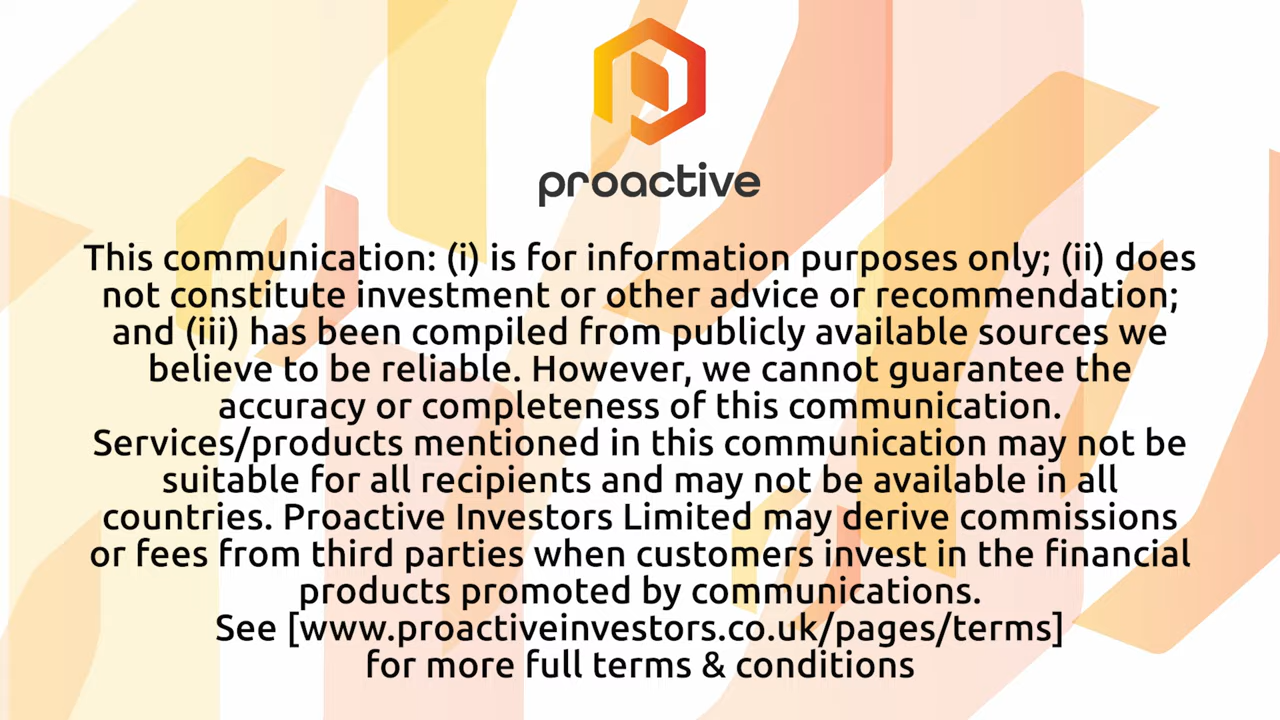 proactive
This communication: (i) is for information purposes only; (ii) does
not constitute investment or other advice or recommendation;
and (iii) has been compiled from publicly available sources we
believe to be reliable. However, we cannot guarantee the
accuracy or completeness of this communication.
Services/products mentioned in this communication may not be
suitable for all recipients and may not be available in all
countries. Proactive Investors Limited may derive commissions
or fees from third parties when customers invest in the financial
products promoted by communications.
See [www.proactiveinvestors.co.uk/pages/terms]
for more full terms & conditions